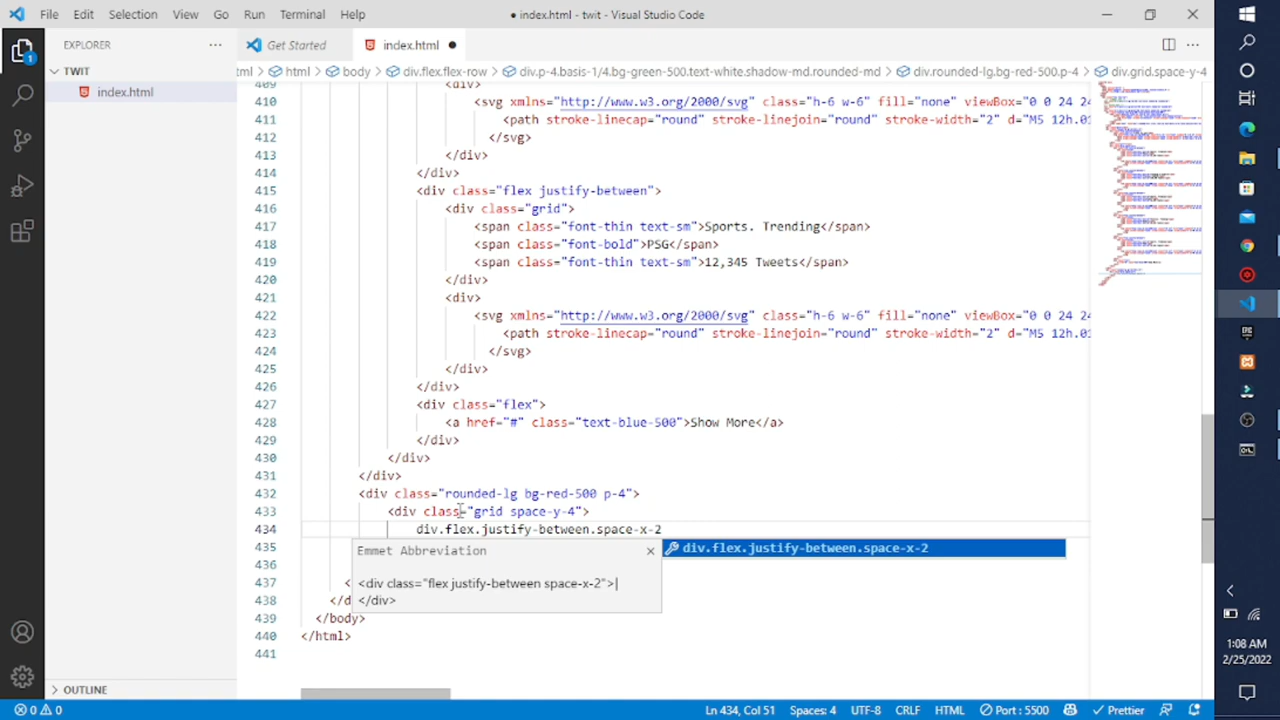 File Edit Selection View Go Run Terminal Help
● index.html - twit - Visual Studio Code
EXPLORER
Get Started
index.html
TWIT
index.html
tml > html > body > div.flex.flex-row > div.p-4.basis-1/4.bg-green-500.text-white.shadow-md.rounded-md > div.rounded-lg.bg-red-500.p-4 > div.grid.space-y-4
409 <div>
410 <svg xmlns="http://www.w3.org/2000/svg" class="h-6 w-6" fill="none" viewBox="0 0 24 24
411 <path stroke-linecap="round" stroke-linejoin="round" stroke-width="2" d="M5 12h.01
412 </svg>
413 </div>
414 </div>
415 <div class="flex justify-between">
416 <div class="grid">
417 <span class="font-thin text-sm">Sports. Trending</span>
418 <span class="font-bold">PSG</span>
419 <span class="font-thin text-sm">12,345 Tweets</span>
420 </div>
421 <div>
422 <svg xmlns="http://www.w3.org/2000/svg" class="h-6 w-6" fill="none" viewBox="0 0 24 24
423 <path stroke-linecap="round" stroke-linejoin="round" stroke-width="2" d="M5 12h.01
424 </svg>
425 </div>
426 </div>
427 <div class="flex">
428 <a href="#" class="text-blue-500">Show More</a>
429 </div>
430 </div>
431 </div>
432 <div class="rounded-lg bg-red-500 p-4">
433 <div class="grid space-y-4">
434 div.flex.justify-between.space-x-2
435
436
437 <
438 </d
439 </body>
440 </html>
441
Emmet Abbreviation
<div class="flex justify-between space-x-2">|
</div>
div.flex.justify-between.space-x-2
OUTLINE
0 0
Ln 434, Col 51 Spaces: 4 UTF-8 CRLF HTML Port : 5500 Prettier
1
1:08 AM
2/25/2022